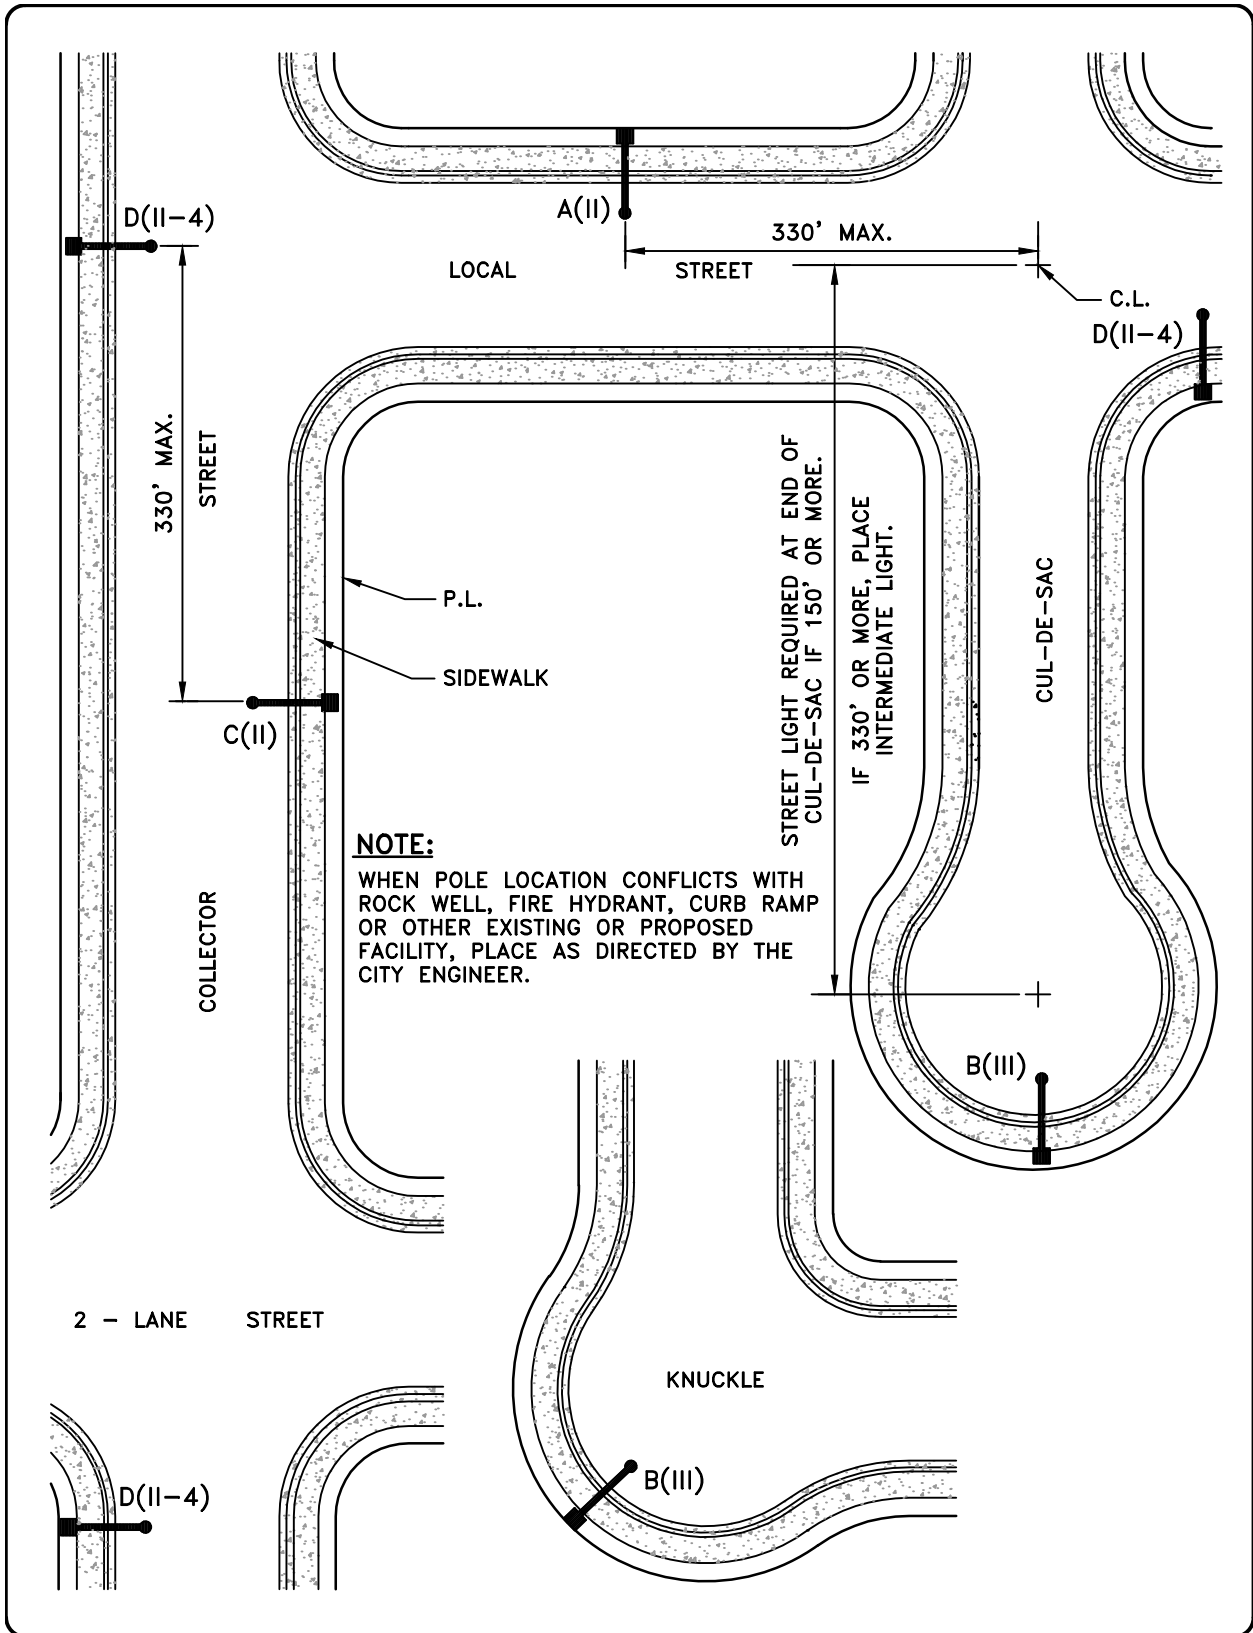 D(II-4)
A(II)
330' MAX.
LOCAL STREET
C.L.
D(II-4)
330' MAX.
STREET
STREET LIGHT REQUIRED AT END OF
CUL-DE-SAC IF 150' OR MORE.
IF 330' OR MORE, PLACE
INTERMEDIATE LIGHT.
CUL-DE-SAC
P.L.
SIDEWALK
C(II)
NOTE:
WHEN POLE LOCATION CONFLICTS WITH
ROCK WELL, FIRE HYDRANT, CURB RAMP
OR OTHER EXISTING OR PROPOSED
FACILITY, PLACE AS DIRECTED BY THE
CITY ENGINEER.
COLLECTOR
B(III)
2 - LANE STREET
KNUCKLE
B(III)
D(II-4)